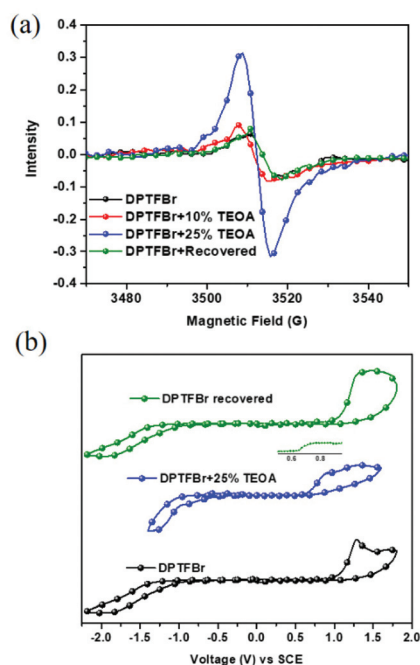 (a)
0.4
0.3
0.2
0.1
0.0
-0.1
-0.2
-0.3
-0.4
Intensity
DPTFBr
DPTFBr+10% TEOA
DPTFBr+25% TEOA
DPTFBr+Recovered
3480 3500 3520 3540
Magnetic Field (G)
(b)
DPTFBr recovered
0.6 0.8
DPTFBr+25% TEOA
DPTFBr
-2.0 -1.5 -1.0 -0.5 0.0 0.5 1.0 1.5 2.0
Voltage (V) vs SCE